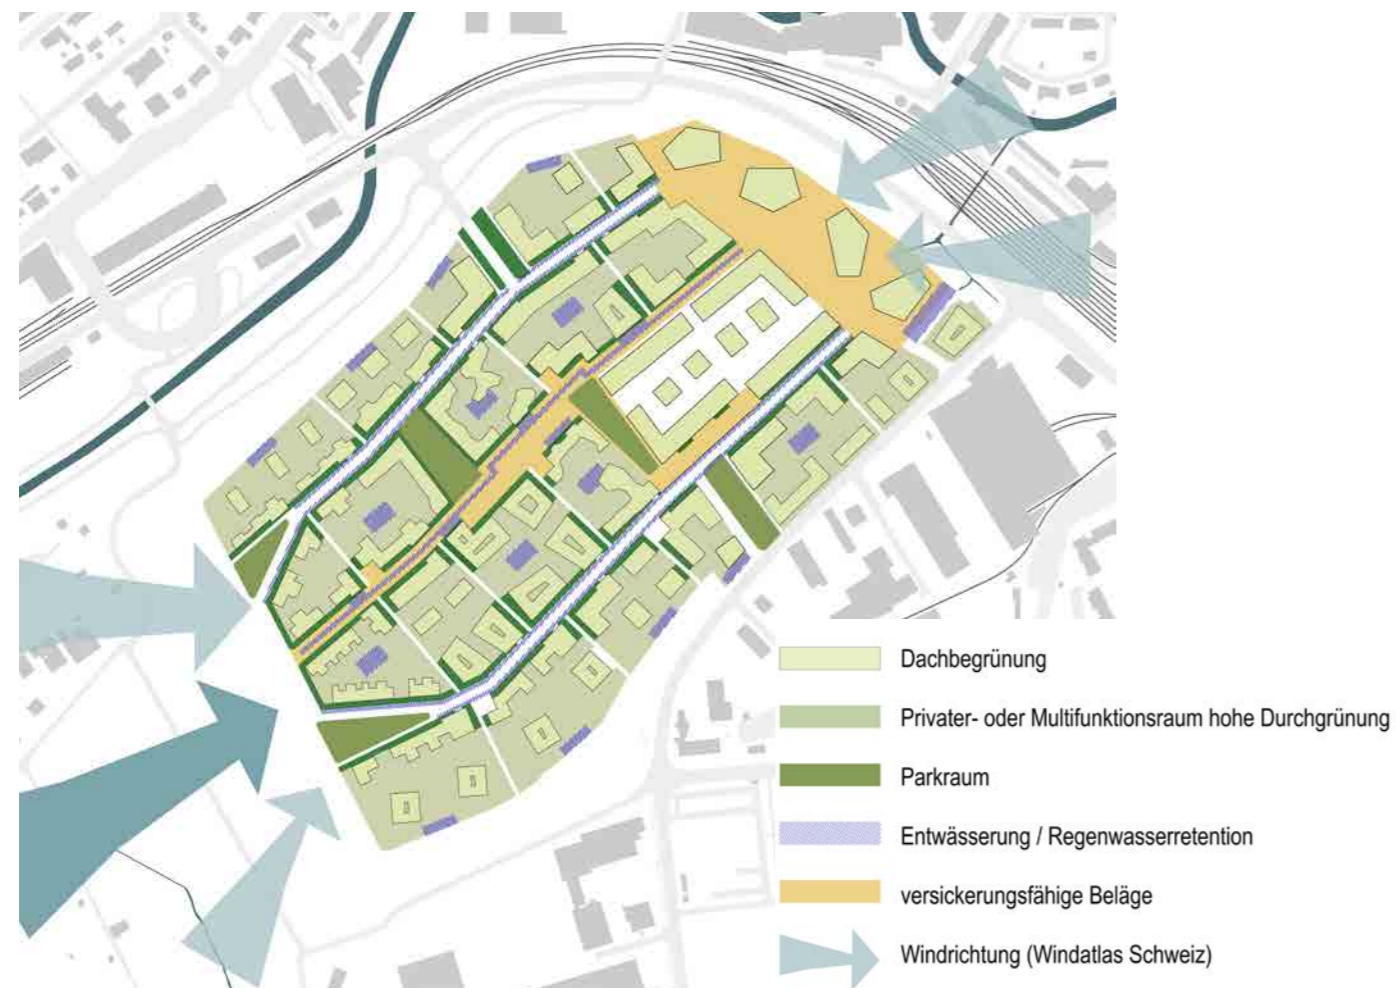 Dachbegrünung
Privater- oder Multifunktionsraum hohe Durchgrünung
Parkraum
Entwässerung / Regenwasserretention
versickerungsfähige Beläge
Windrichtung (Windatlas Schweiz)